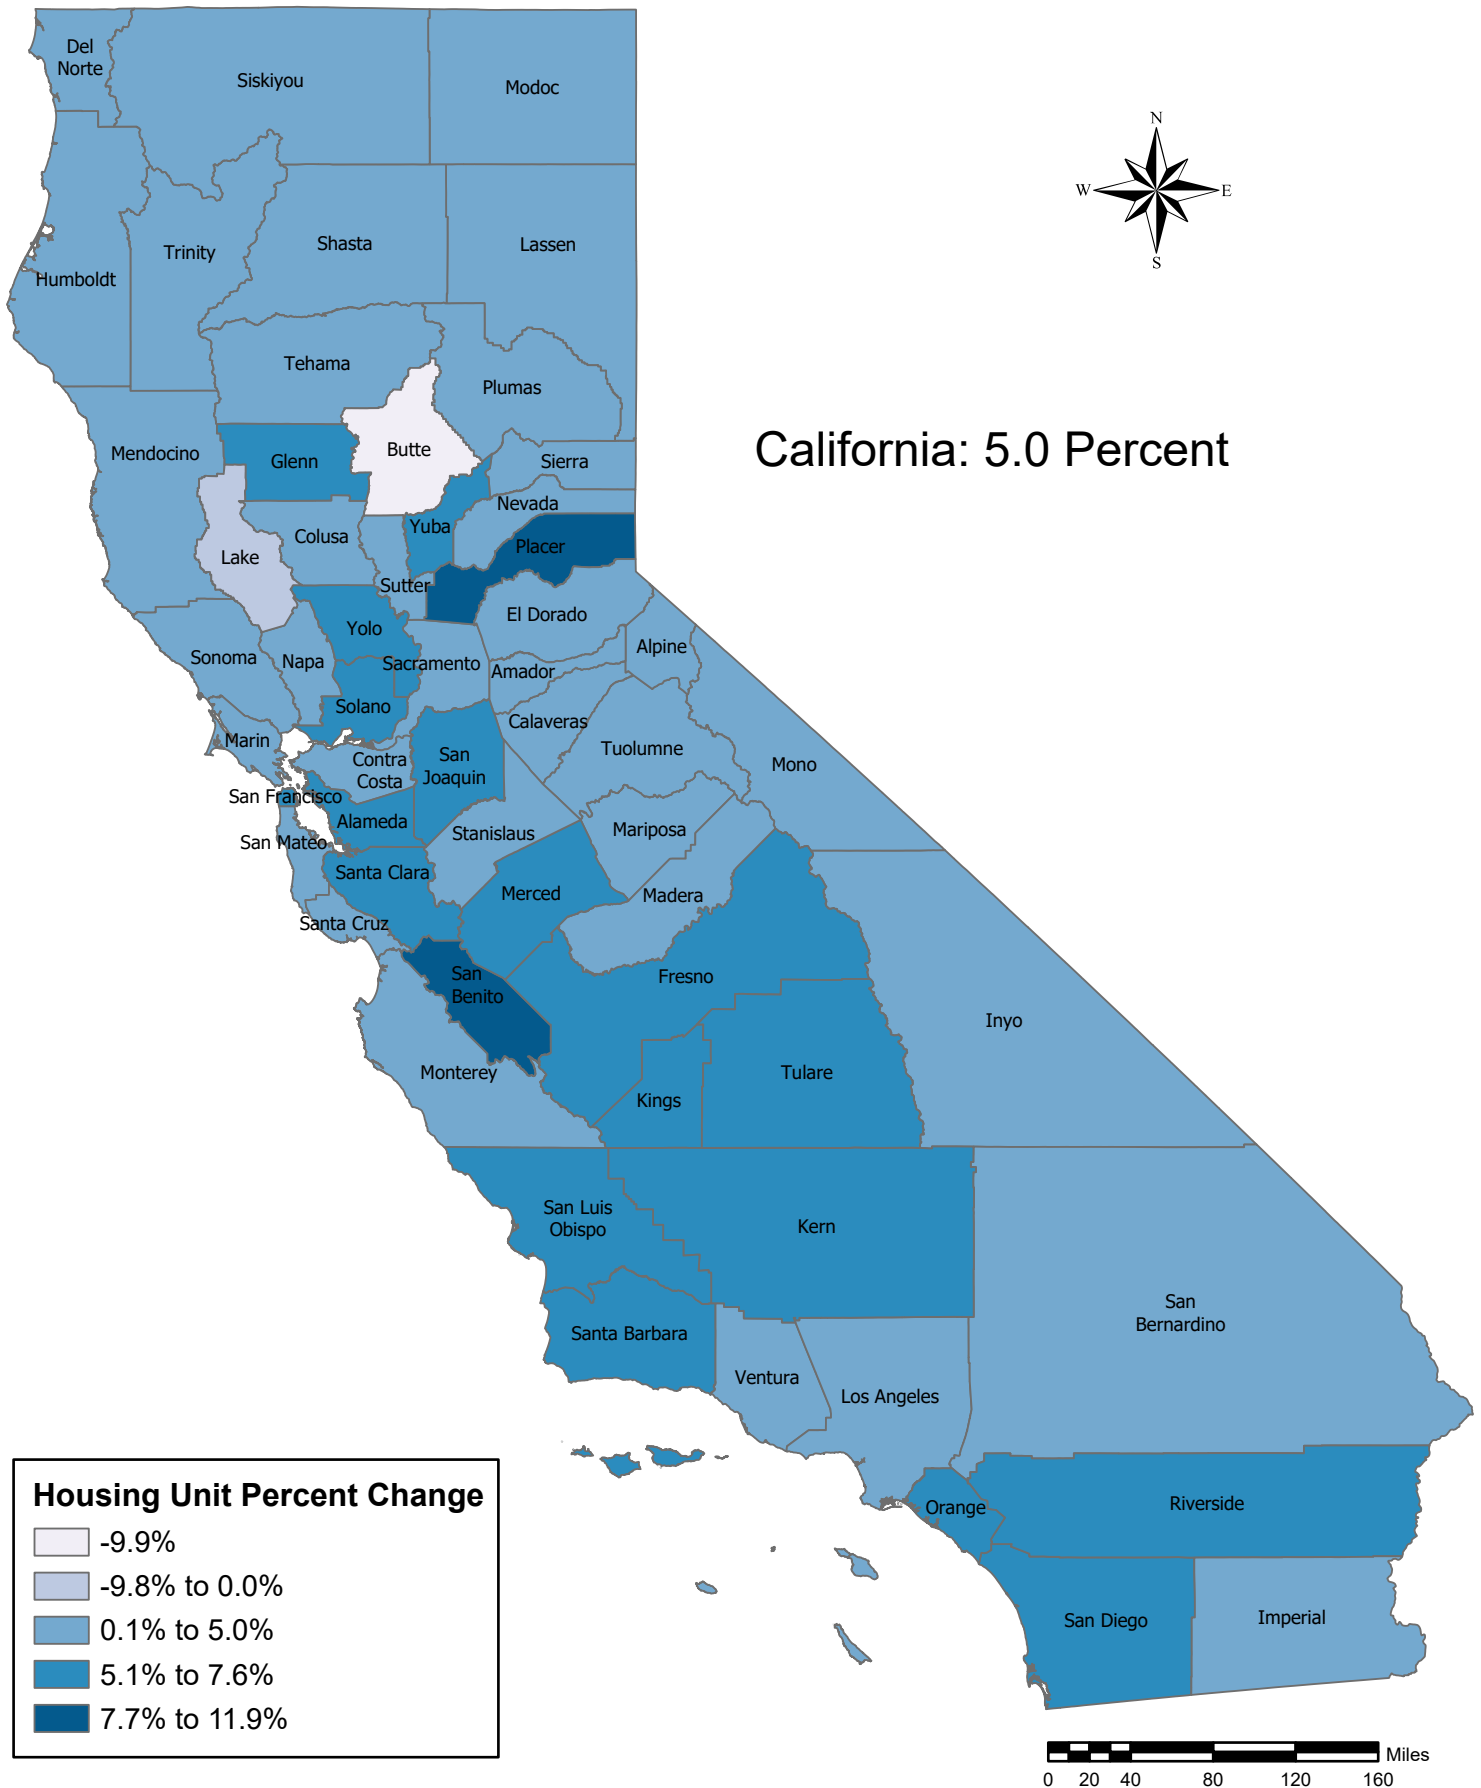 Del
Norte
Siskiyou
Modoc
N
W
E
S
Humboldt
Trinity
Shasta
Lassen
Tehama
Plumas
Mendocino
Glenn
Butte
Sierra
California: 5.0 Percent
Lake
Colusa
Yuba
Nevada
Placer
Sutter
El Dorado
Yolo
Sonoma
Napa
Sacramento
Amador
Alpine
Solano
Calaveras
Marin
Contra
Costa
San
Joaquin
Tuolumne
Mono
San Francisco
Alameda
San Mateo
Stanislaus
Mariposa
Santa Clara
Merced
Madera
Santa Cruz
San
Benito
Fresno
Inyo
Monterey
Kings
Tulare
San Luis
Obispo
Kern
San
Bernardino
Santa Barbara
Ventura
Los Angeles
Orange
Riverside
San Diego
Imperial
Housing Unit Percent Change
-9.9%
-9.8% to 0.0%
0.1% to 5.0%
5.1% to 7.6%
7.7% to 11.9%
Miles
0 20 40 80 120 160